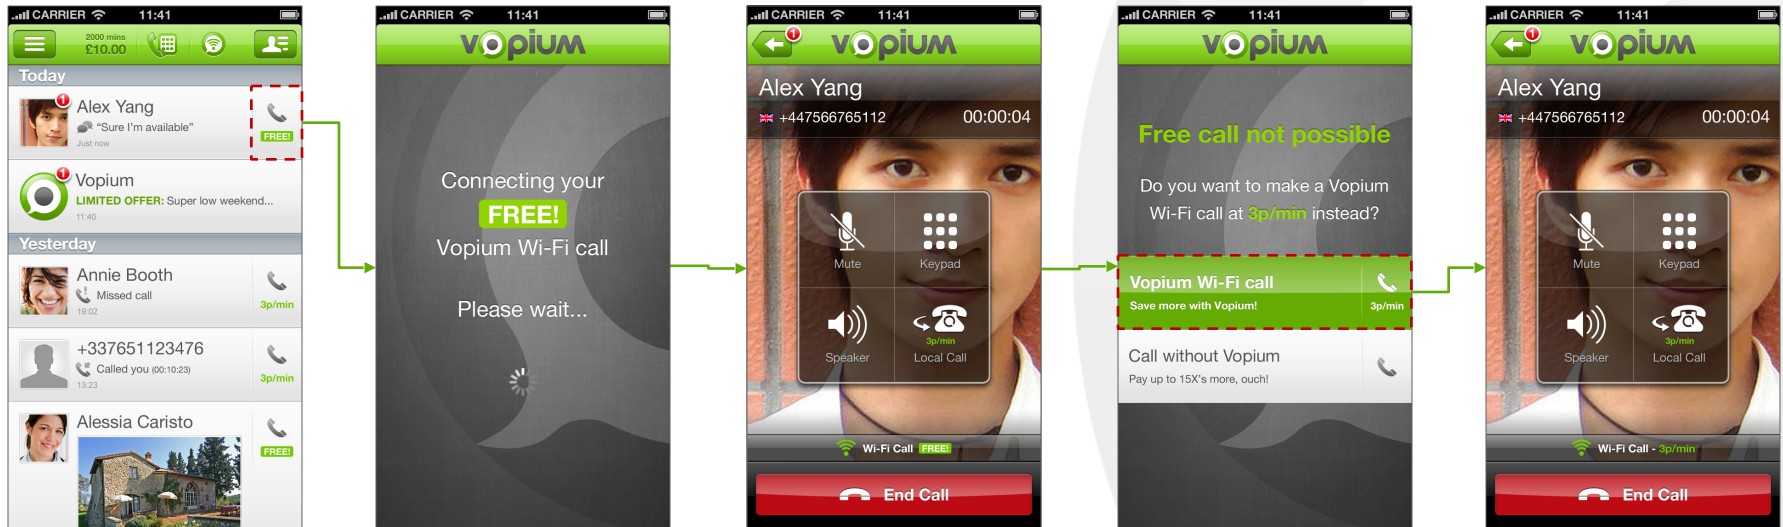 CARRIER 11:41
2000 mins
£10.00
Today
1
Alex Yang
“Sure I'm available”
Just now
FREE!
1
Vopium
LIMITED OFFER: Super low weekend...
11:40
Yesterday
Annie Booth
Missed call
19:02
3p/min
+337651123476
Called you (00:10:23)
13:23
3p/min
Alessia Caristo
FREE!
CARRIER 11:41
vopium
Connecting your
FREE!
Vopium Wi-Fi call
Please wait...
CARRIER 11:41
1
vopium
Alex Yang
+447566765112 00:00:04
Mute Keypad
3p/min
Speaker Local Call
Wi-Fi Call FREE!
End Call
CARRIER 11:41
vopium
Free call not possible
Do you want to make a Vopium
Wi-Fi call at 3p/min instead?
Vopium Wi-Fi call
Save more with Vopium! 3p/min
Call without Vopium
Pay up to 15X's more, ouch!
CARRIER 11:41
1
vopium
Alex Yang
+447566765112 00:00:04
Mute Keypad
3p/min
Speaker Local Call
Wi-Fi Call - 3p/min
End Call